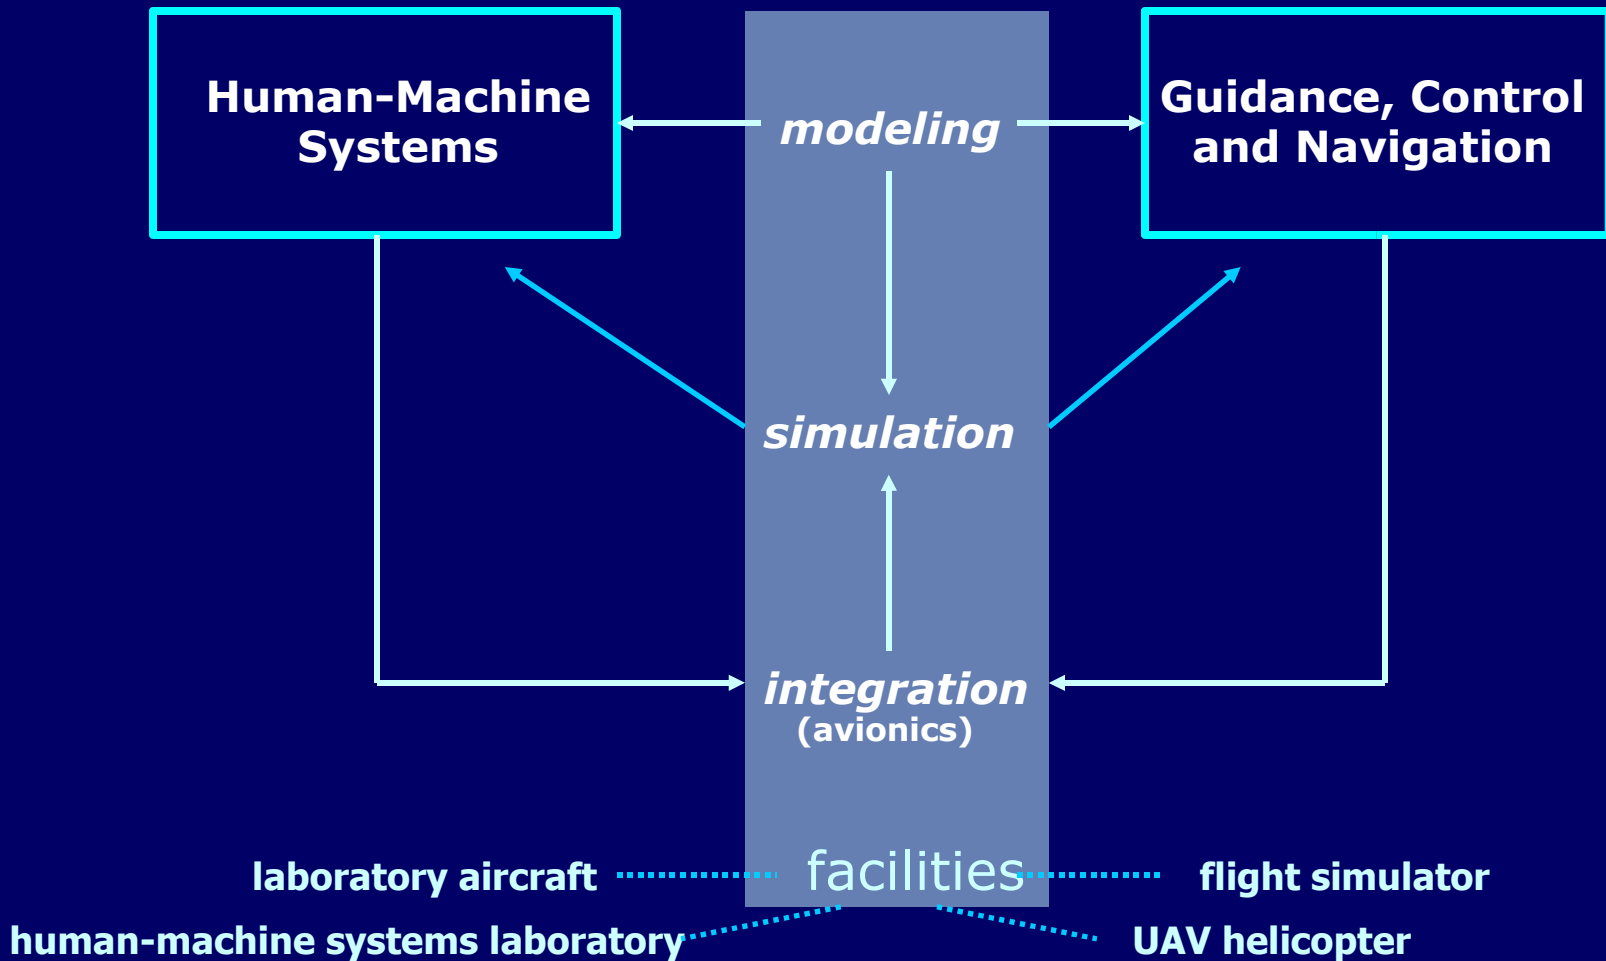 Human-Machine
Systems
modeling
Guidance, Control
and Navigation
simulation
integration
(avionics)
laboratory aircraft
facilities
flight simulator
human-machine systems laboratory
UAV helicopter